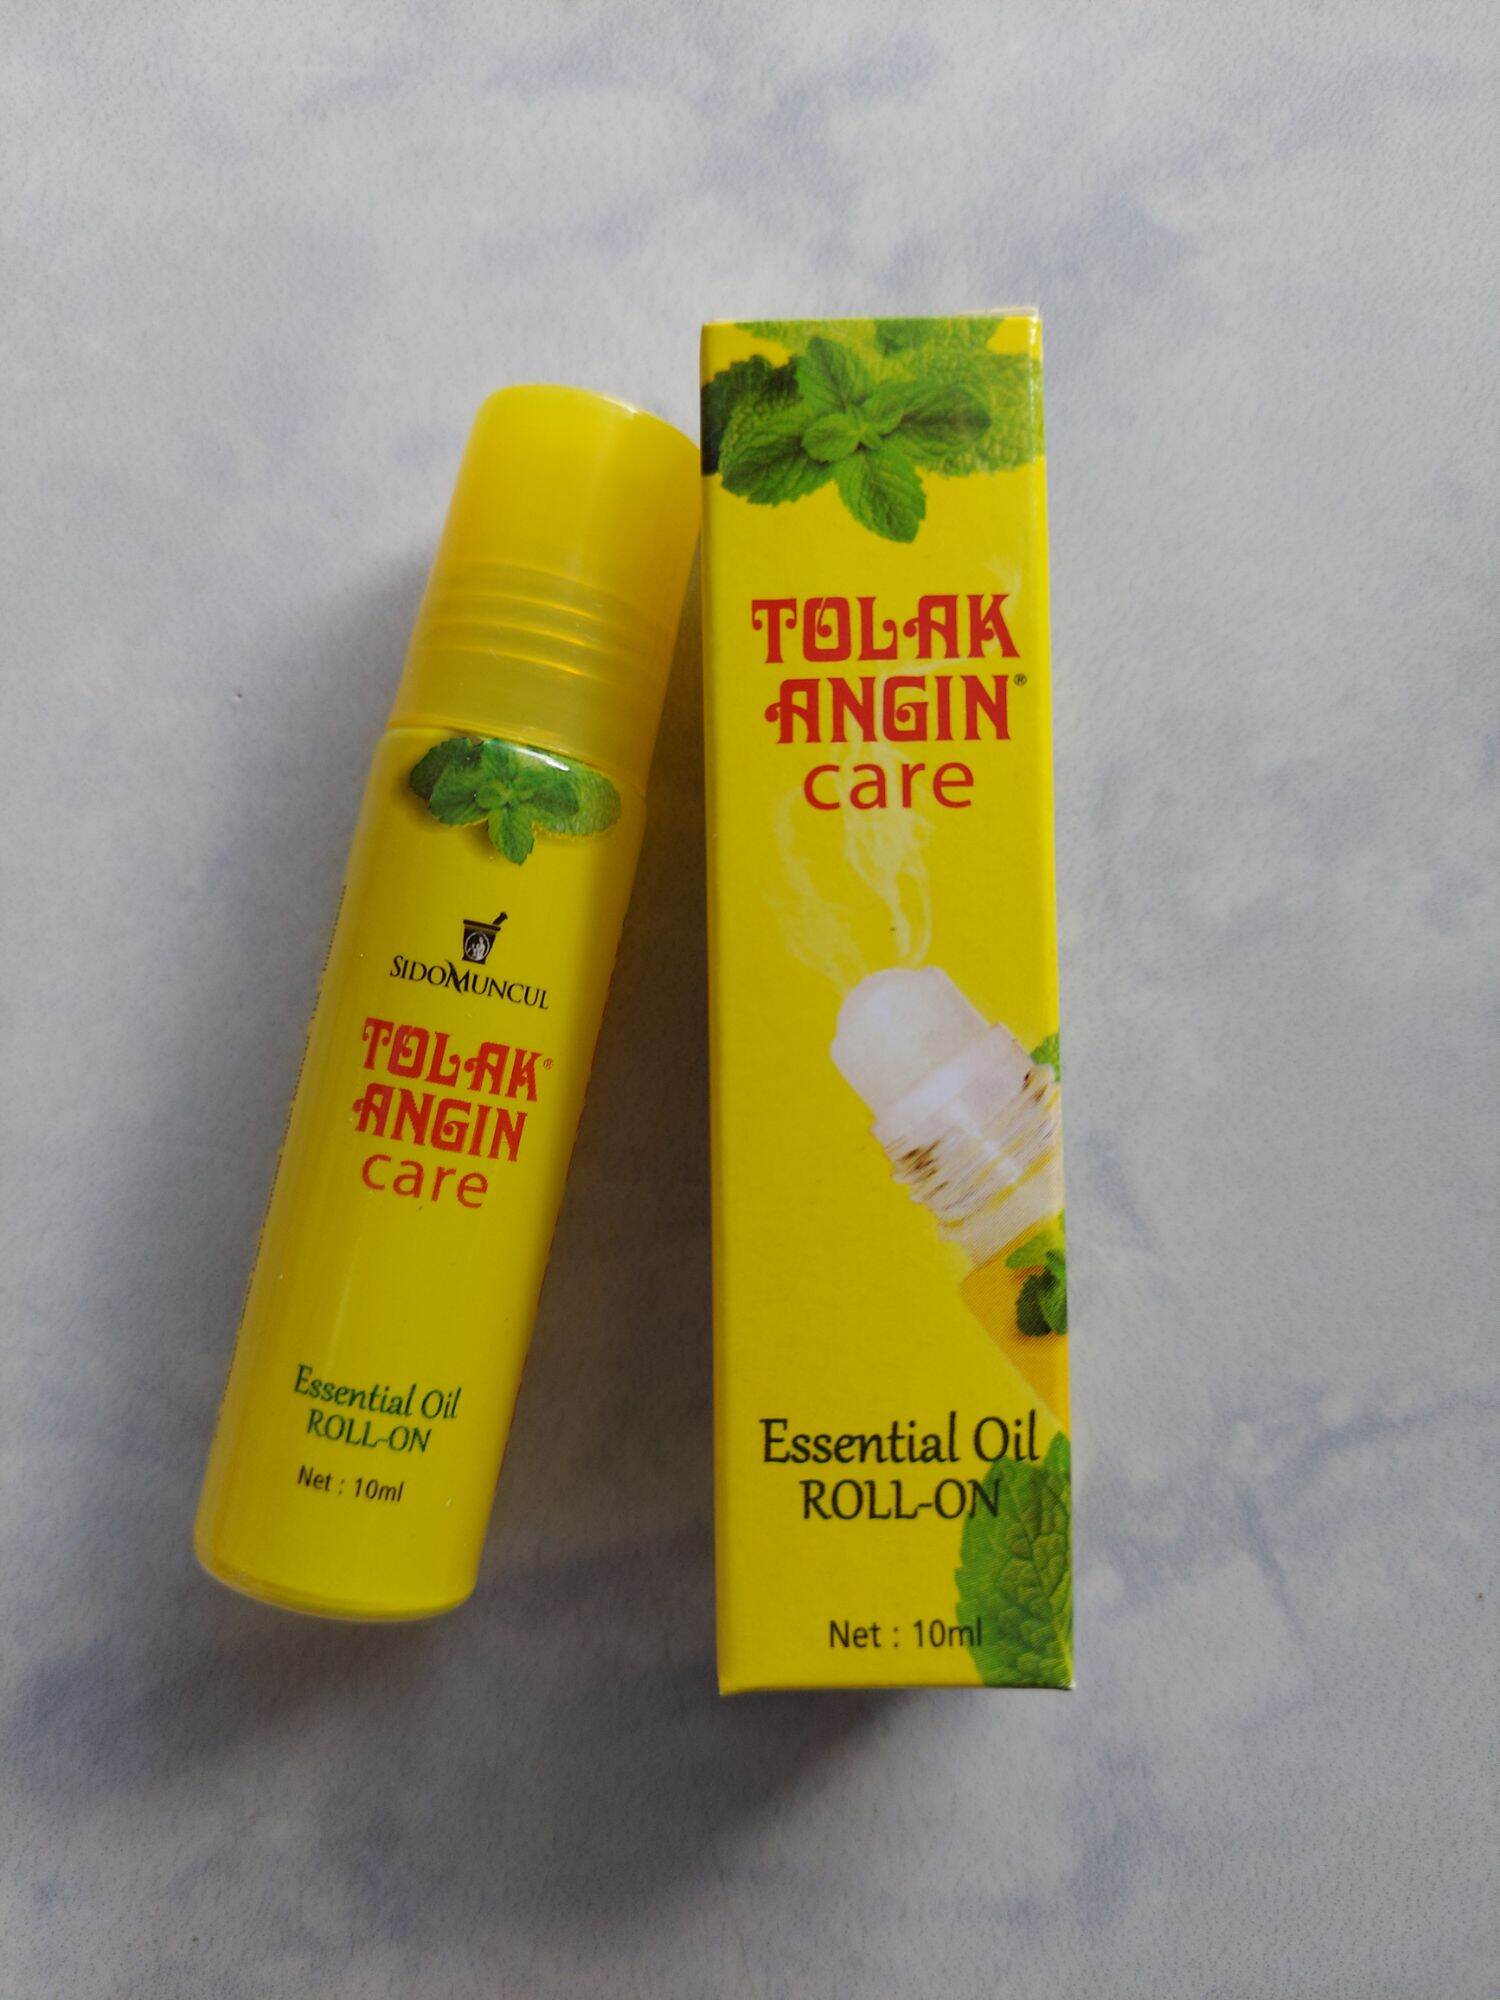 SIDOMUNCUL
TOLAK
ANGIN®
care
Essential Oil
ROLL-ON
Net : 10ml
TOLAK
ANGIN®
care
Essential Oil
ROLL-ON
Net : 10ml